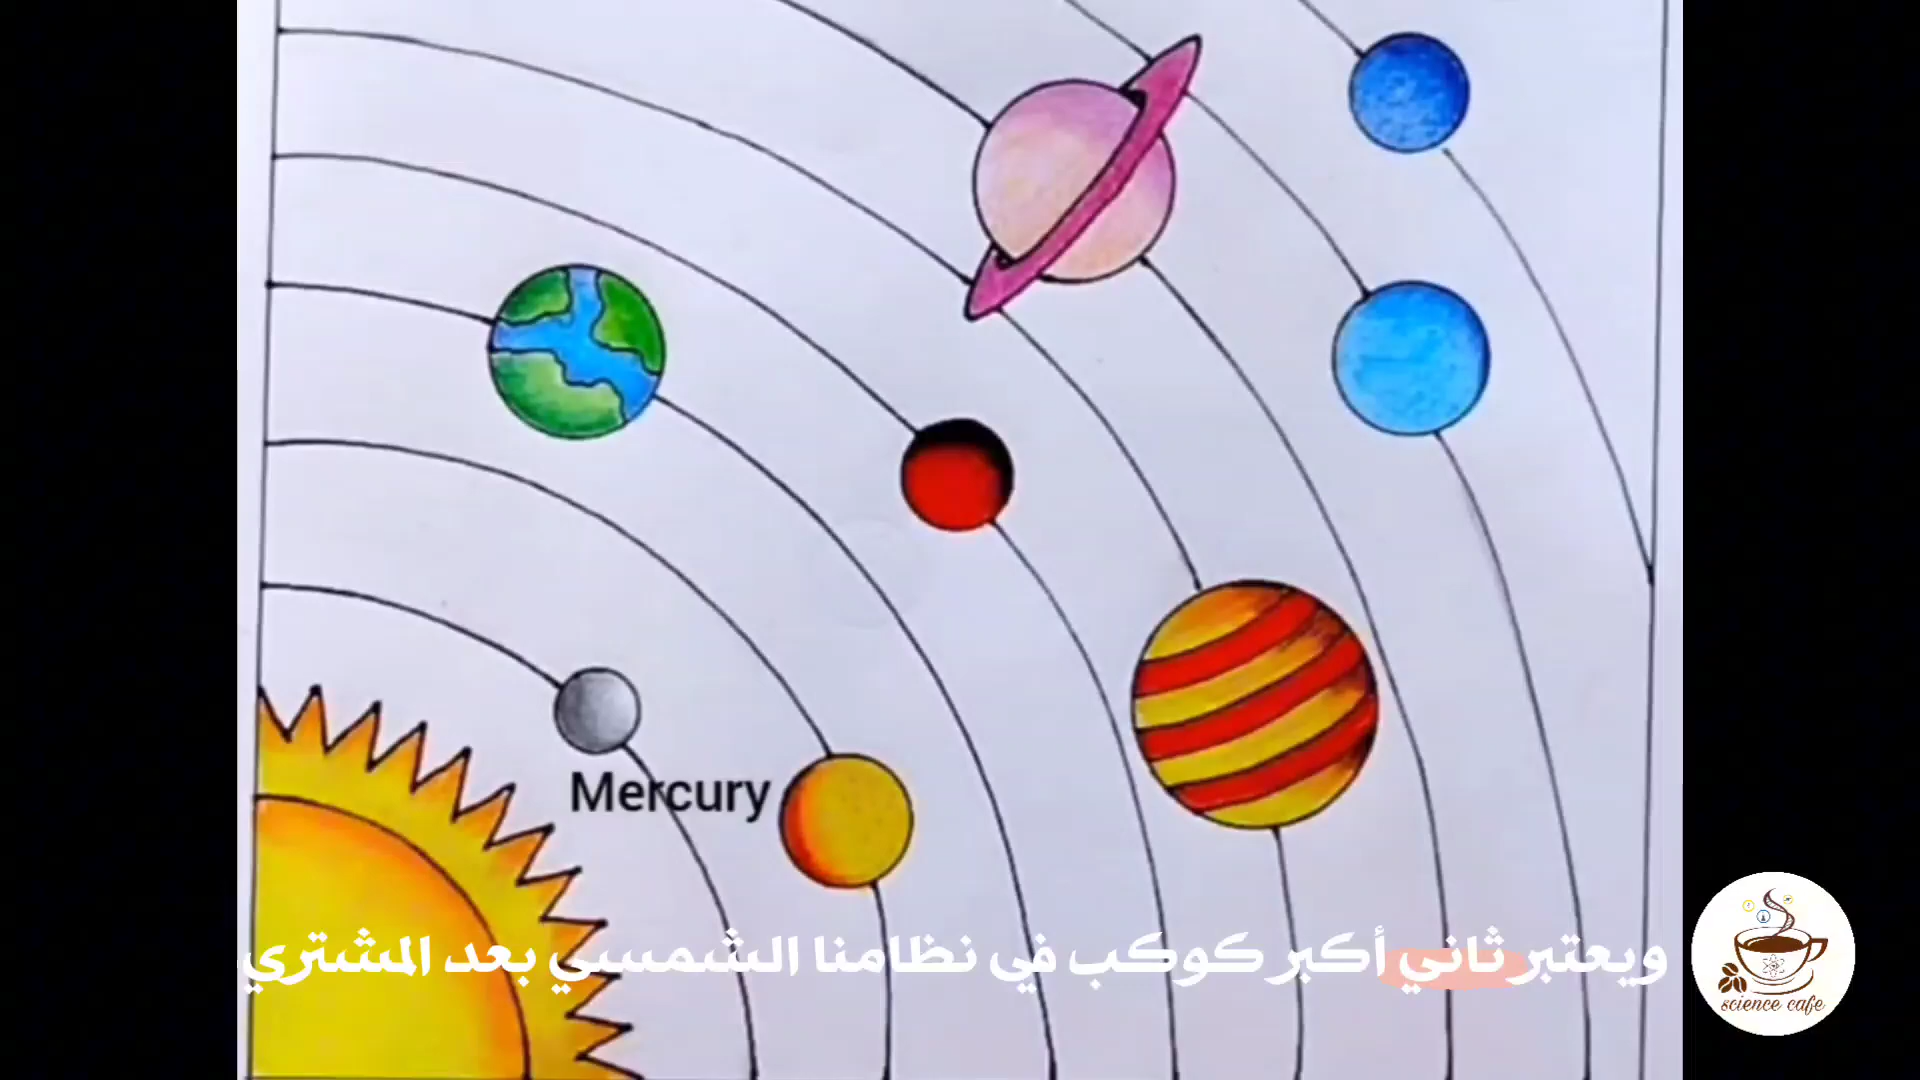 Mercury
ويعتبر ثاني أكبر كوكب في نظامنا الشمسي بعد المشتري
science cafe